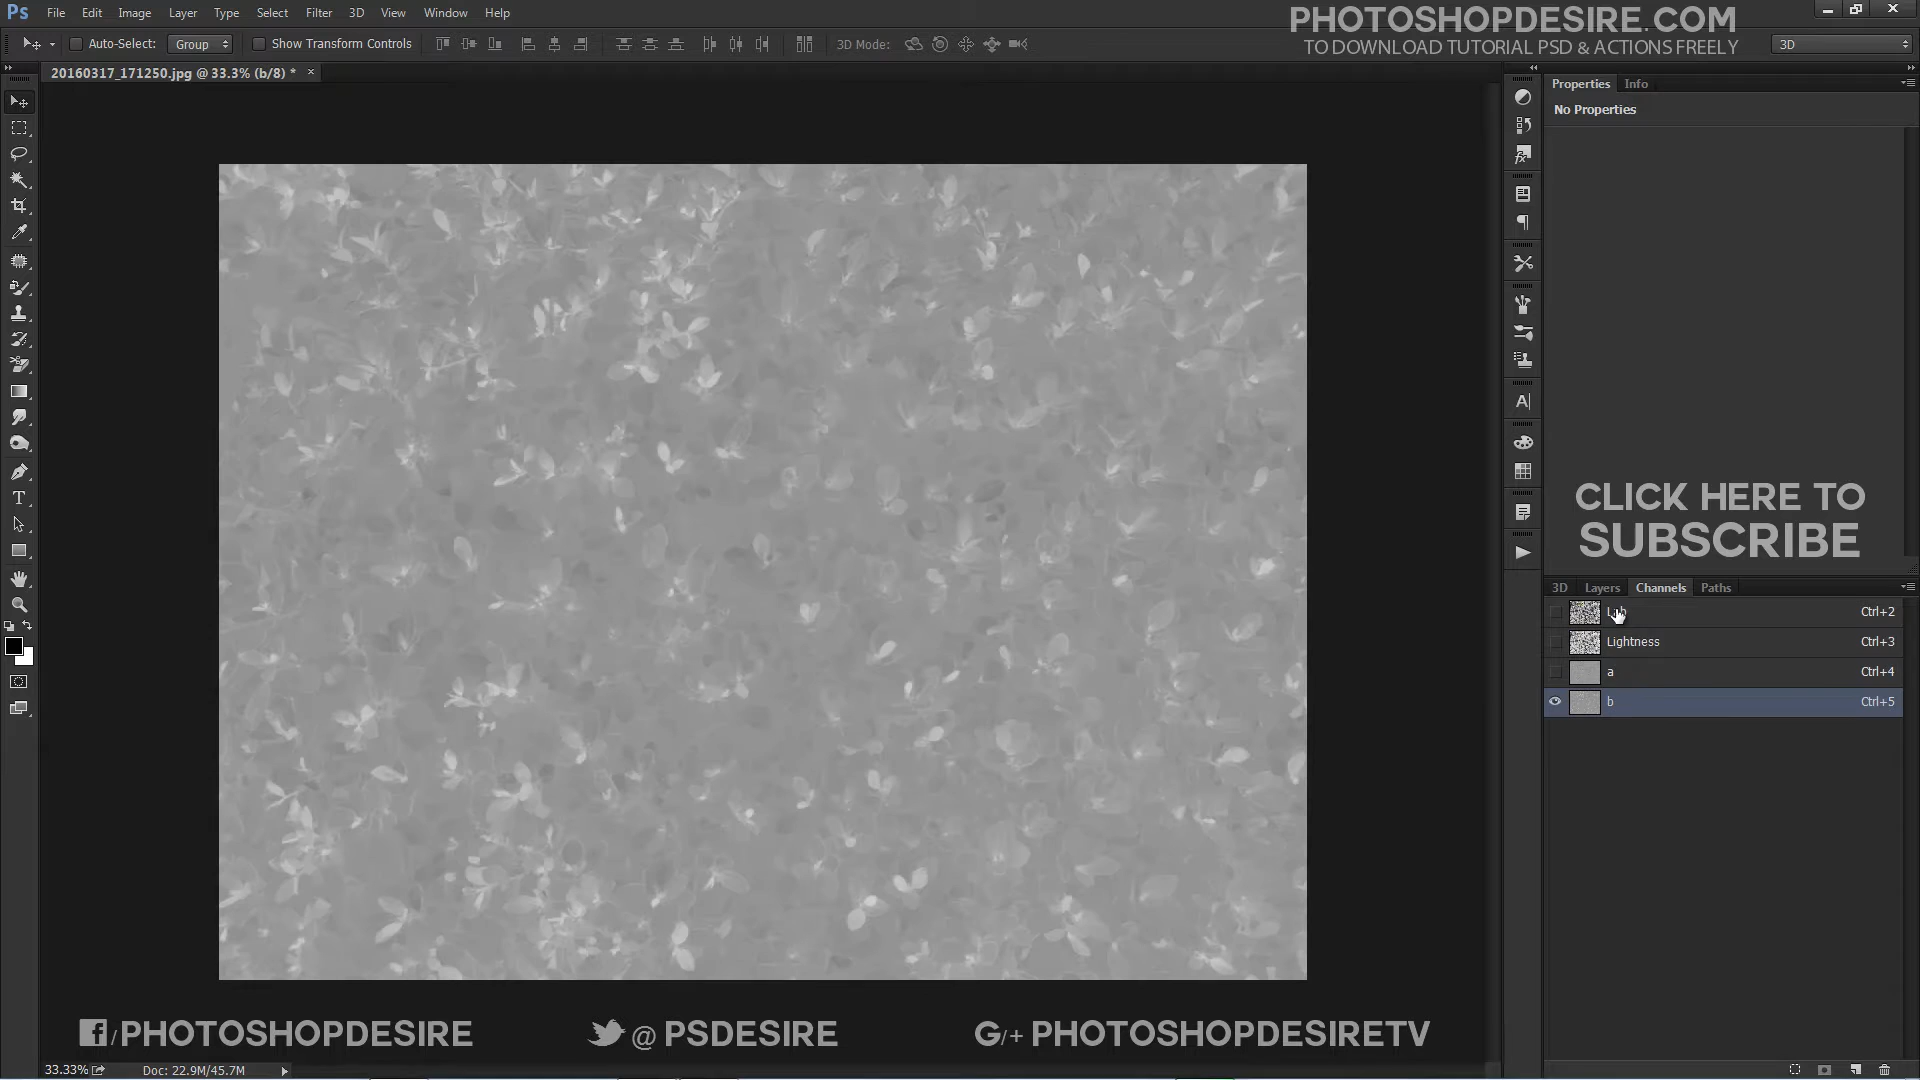 Ps File Edit Image Layer Type Select Filter 3D View Window Help
PHOTOSHOPDESIRE.COM
TO DOWNLOAD TUTORIAL PSD & ACTIONS FREELY
Auto-Select: Group Show Transform Controls 3D Mode: 3D
20160317_171250.jpg @ 33.3% (b/8) * ×
Properties Info
No Properties
CLICK HERE TO
SUBSCRIBE
3D Layers Channels Paths
Lab Ctrl+2
Lightness Ctrl+3
a Ctrl+4
b Ctrl+5
/PHOTOSHOPDESIRE @ PSDESIRE G/+ PHOTOSHOPDESIRETV
33.33% Doc: 22.9M/45.7M